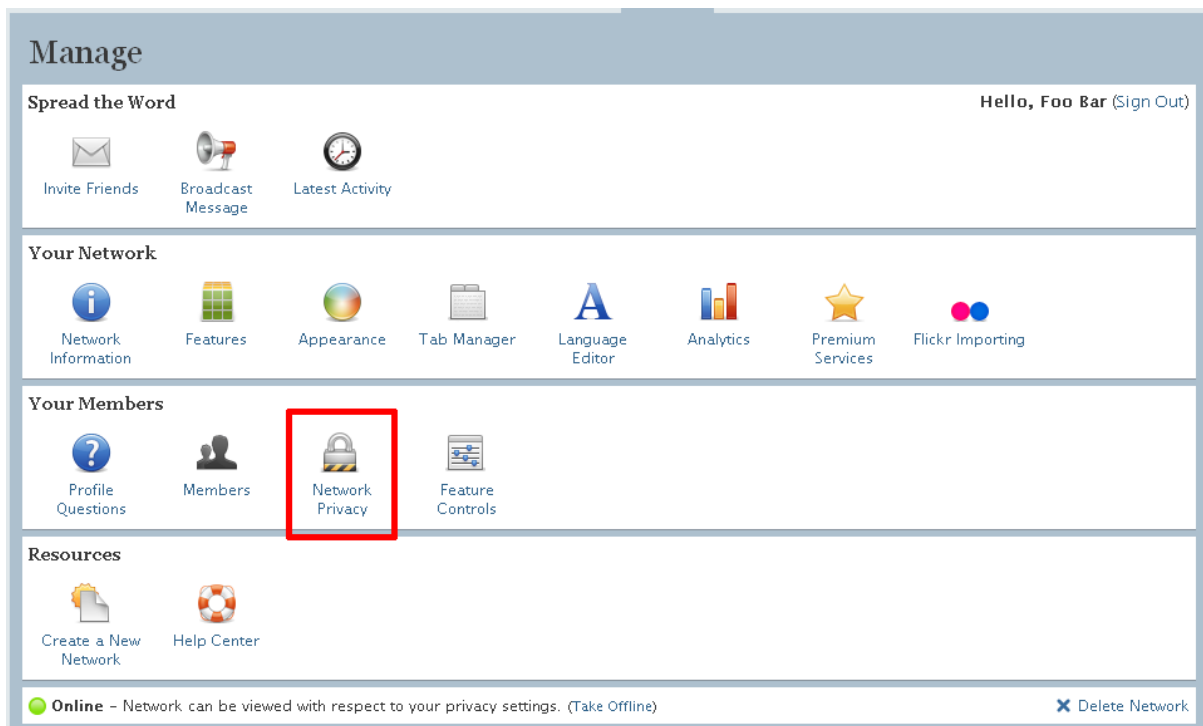 Manage
Spread the Word
Hello, Foo Bar (Sign Out)
Invite Friends
Broadcast
Message
Latest Activity
Your Network
Network
Information
Features
Appearance
Tab Manager
Language
Editor
Analytics
Premium
Services
Flickr Importing
Your Members
Profile
Questions
Members
Network
Privacy
Feature
Controls
Resources
Create a New
Network
Help Center
Online – Network can be viewed with respect to your privacy settings. (Take Offline)
Delete Network